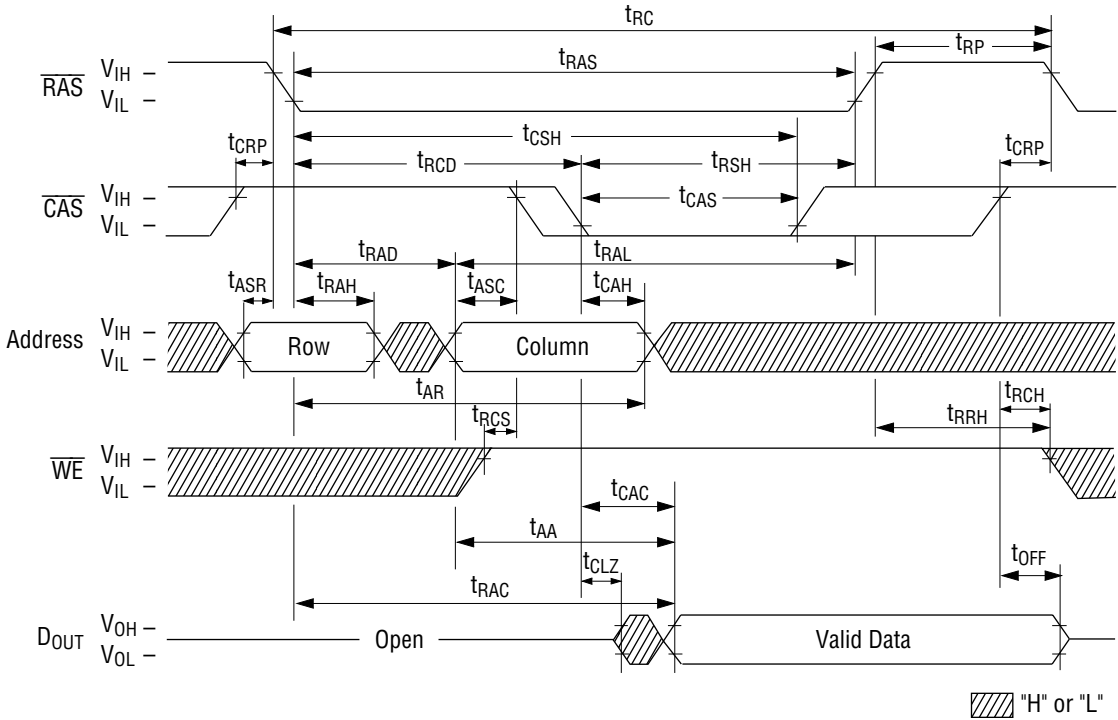 tRC
tRP
RAS VIH –
VIL –
tRAS
tCRP
tCSH
tRCD
tRSH
tCRP
CAS VIH –
VIL –
tCAS
tRAD
tRAL
tASR
tRAH
tASC
tCAH
Address VIH –
VIL –
Row
Column
tAR
tRCS
tRCH
tRRH
WE VIH –
VIL –
tCAC
tAA
tCLZ
tOFF
tRAC
DOUT VOH –
VOL –
Open
Valid Data
"H" or "L"